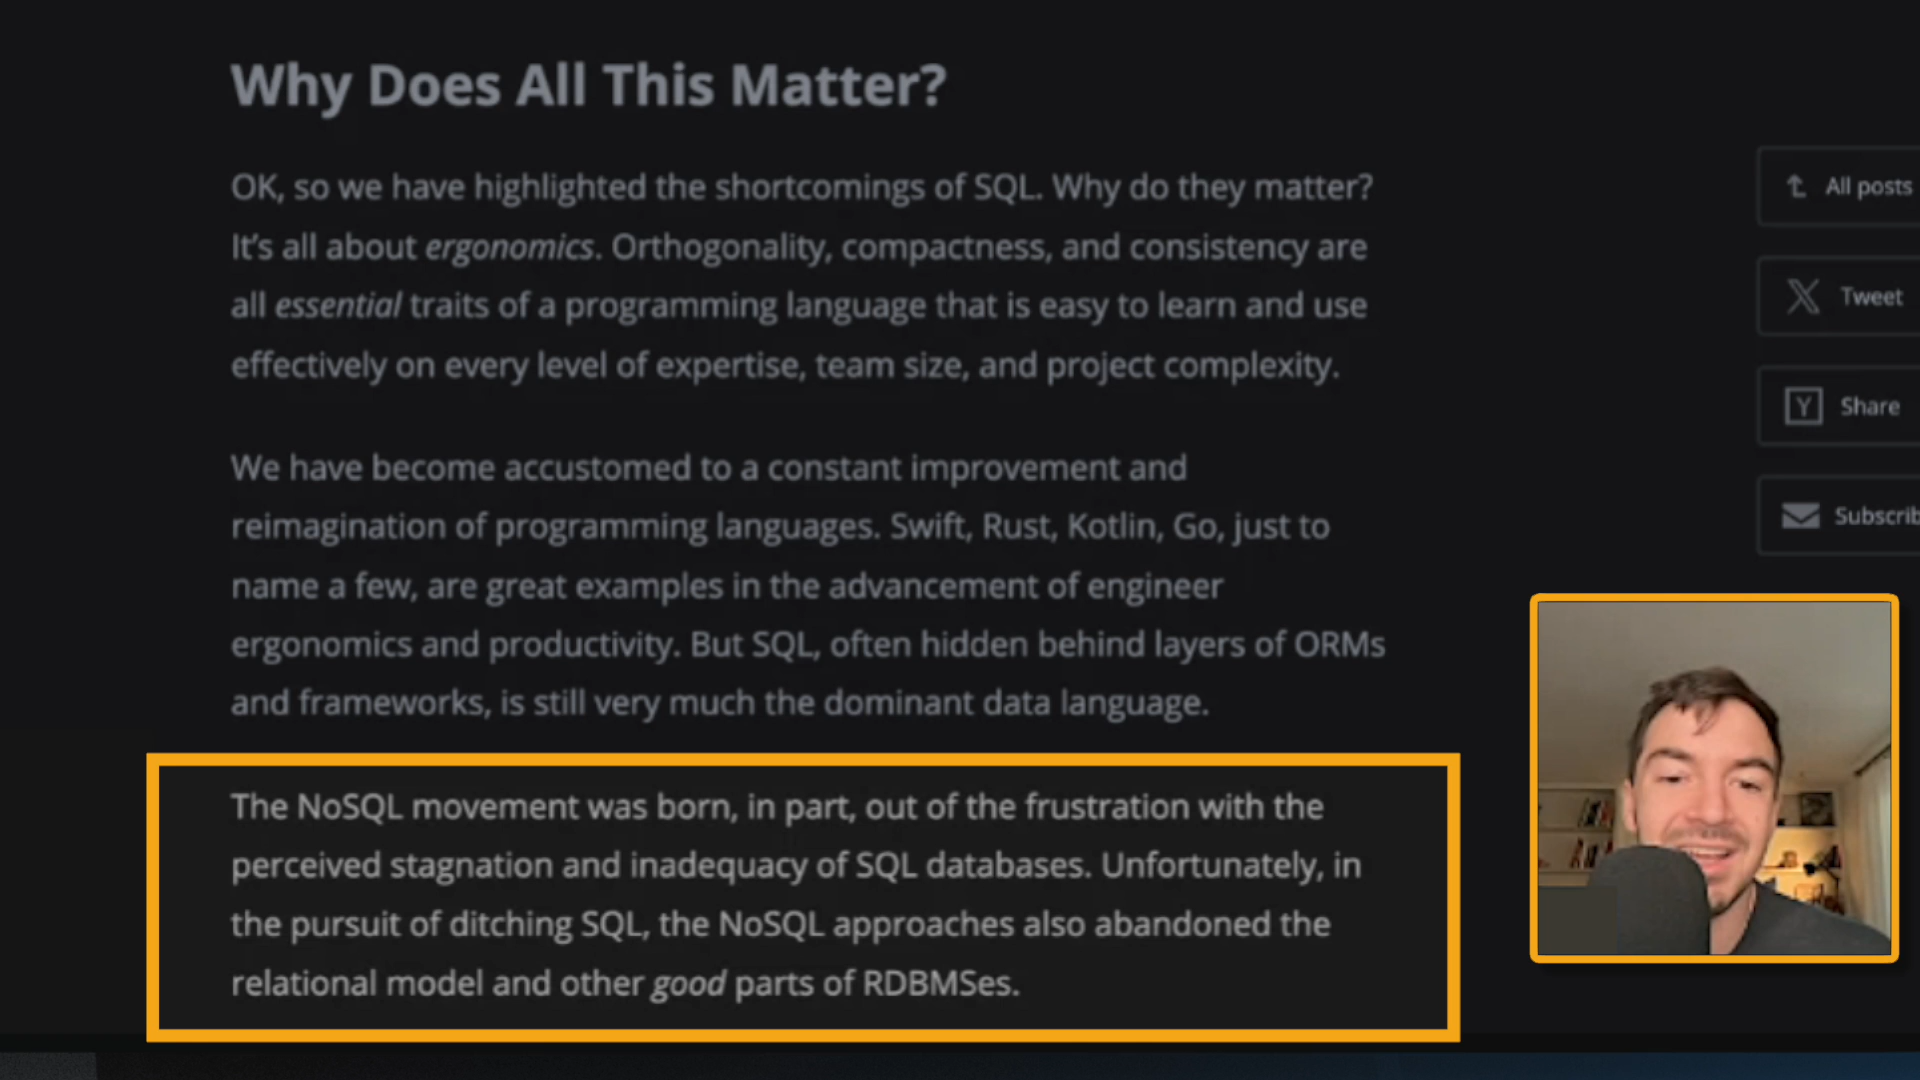 Why Does All This Matter?
OK, so we have highlighted the shortcomings of SQL. Why do they matter?
It's all about ergonomics. Orthogonality, compactness, and consistency are
all essential traits of a programming language that is easy to learn and use
effectively on every level of expertise, team size, and project complexity.
We have become accustomed to a constant improvement and
reimagination of programming languages. Swift, Rust, Kotlin, Go, just to
name a few, are great examples in the advancement of engineer
ergonomics and productivity. But SQL, often hidden behind layers of ORMs
and frameworks, is still very much the dominant data language.
The NoSQL movement was born, in part, out of the frustration with the
perceived stagnation and inadequacy of SQL databases. Unfortunately, in
the pursuit of ditching SQL, the NoSQL approaches also abandoned the
relational model and other good parts of RDBMSes.
All posts
Tweet
Y Share
Subscrib